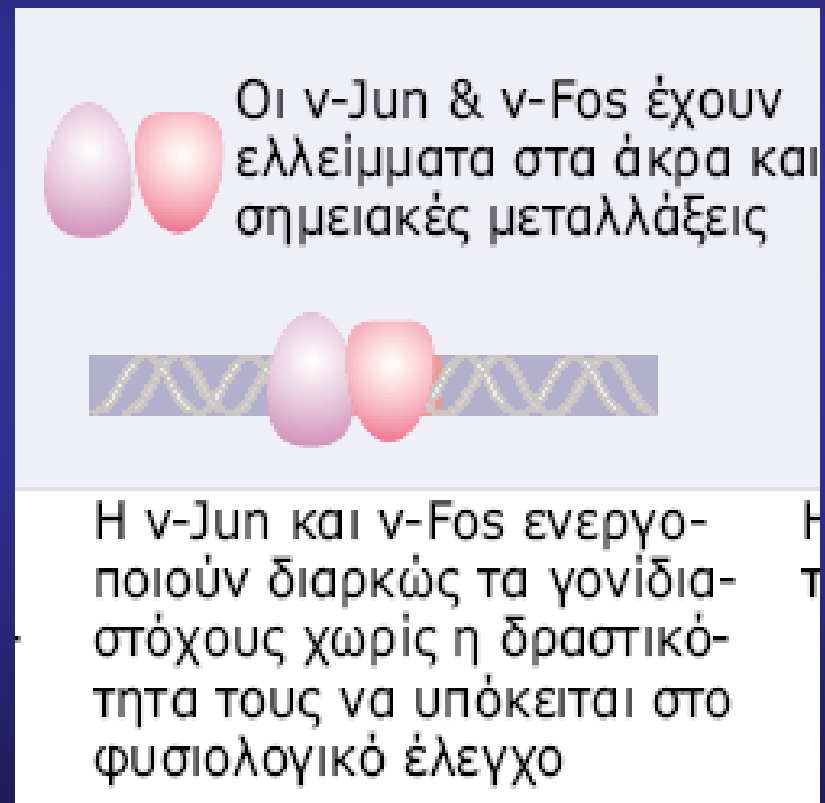 Οι v-Jun & v-Fos έχουν
ελλείμματα στα άκρα και
σημειακές μεταλλάξεις
Η v-Jun και v-Fos ενεργο-
ποιούν διαρκώς τα γονίδια-
στόχους χωρίς η δραστικό-
τητα τους να υπόκειται στο
φυσιολογικό έλεγχο